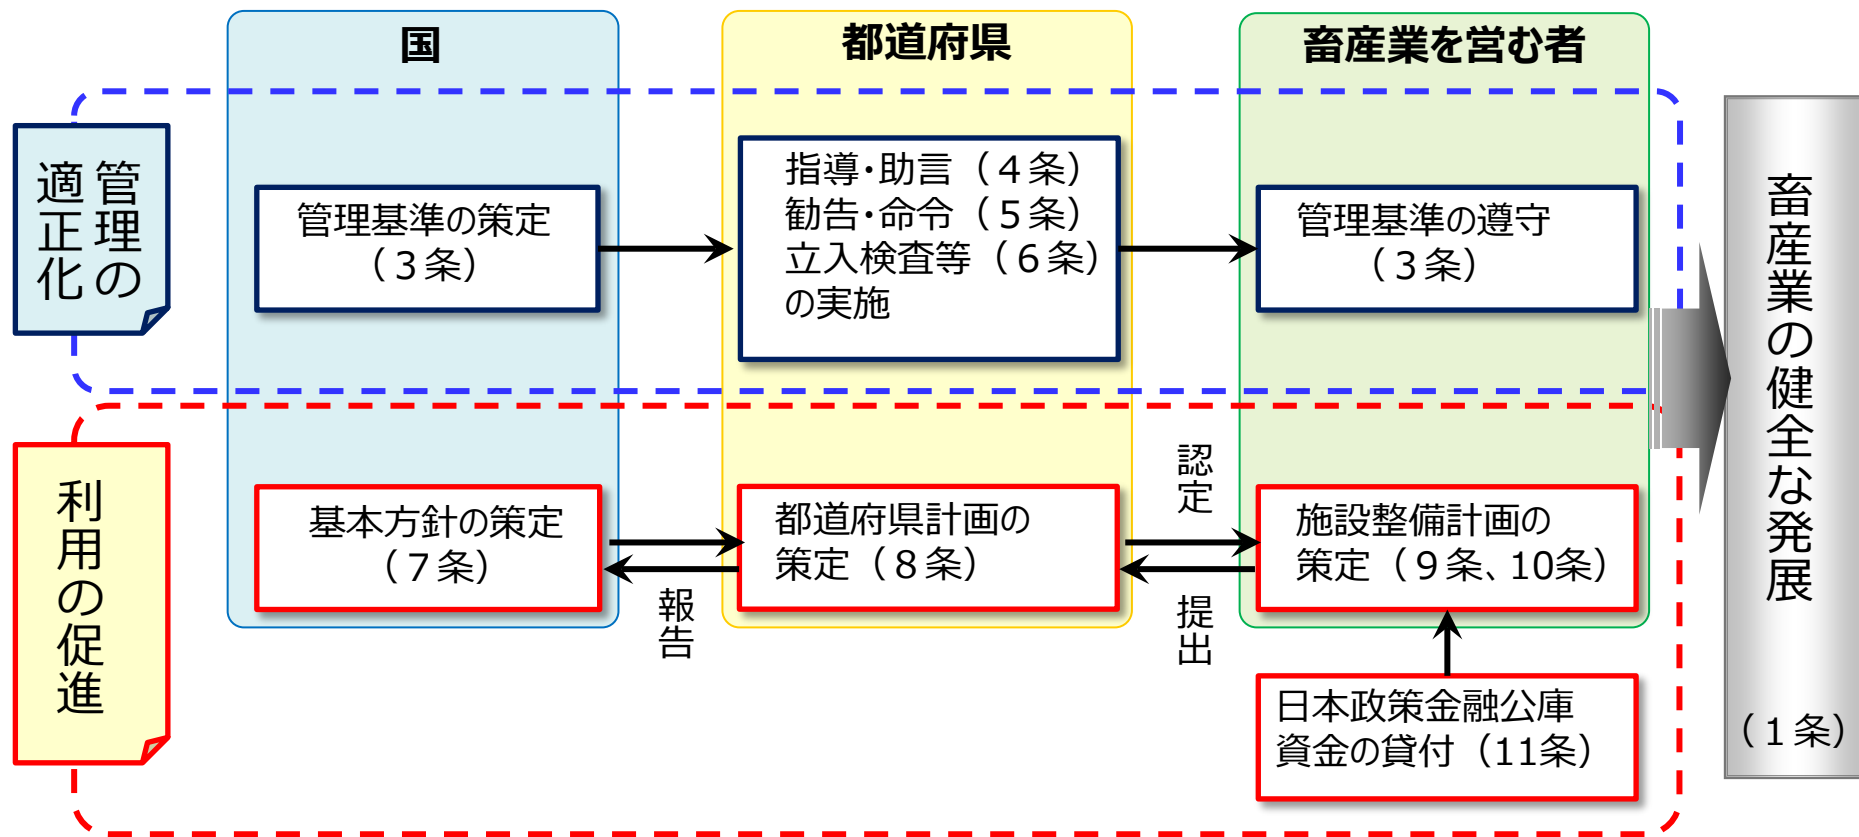 国
都道府県
畜産業を営む者
管理の
適正化
管理基準の策定
（３条）
指導・助言（４条）
勧告・命令（５条）
立入検査等（６条）
の実施
管理基準の遵守
（３条）
利用の促進
基本方針の策定
（７条）
報告
都道府県計画の
策定（８条）
認定
提出
施設整備計画の
策定（９条、10条）
日本政策金融公庫
資金の貸付（11条）
畜産業の健全な発展
（１条）